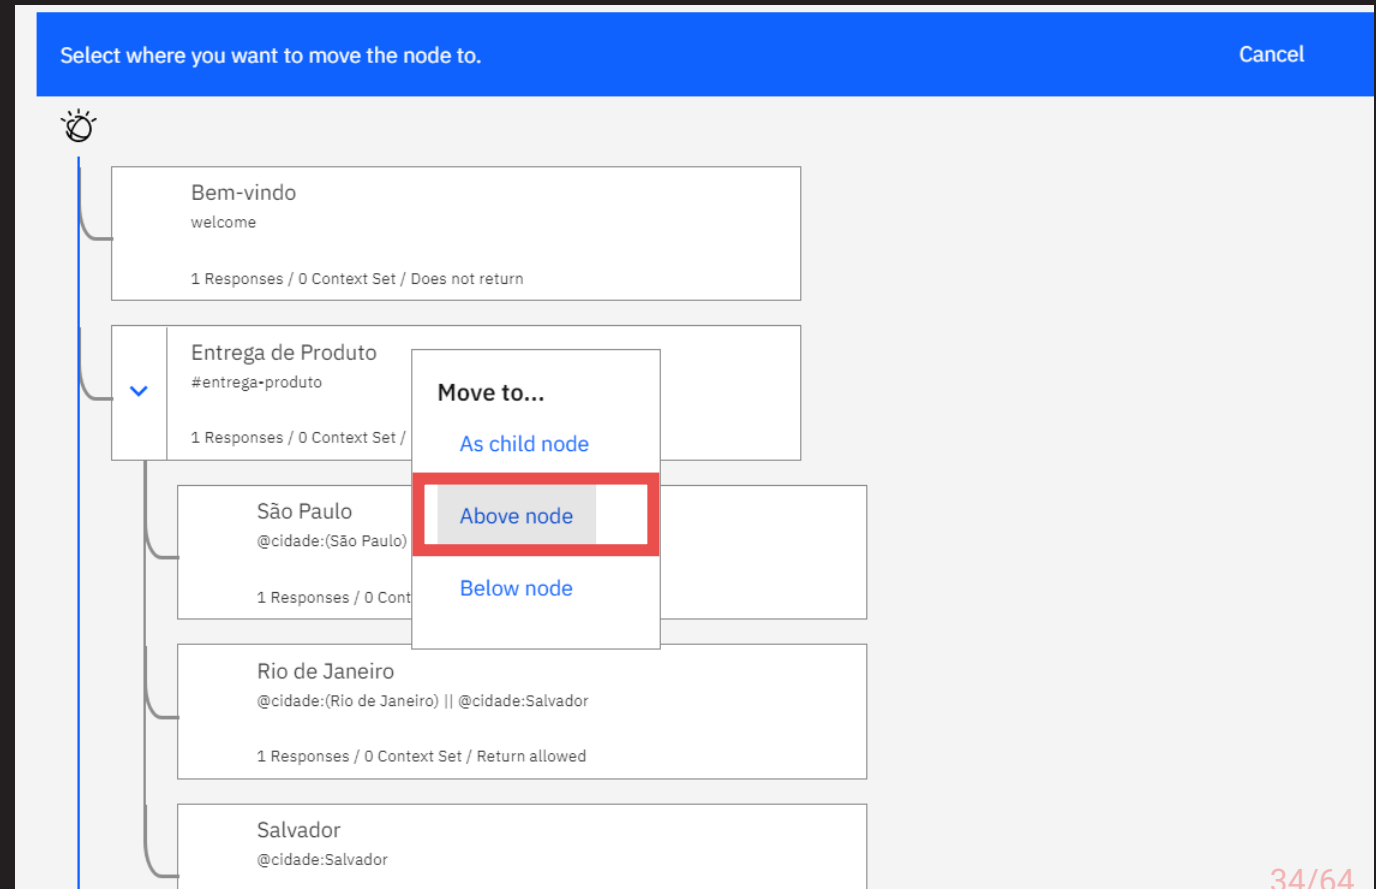 Select where you want to move the node to.
Cancel
Bem-vindo
welcome
1 Responses / 0 Context Set / Does not return
Entrega de Produto
#entrega-produto
1 Responses / 0 Context Set /
Move to...
As child node
Above node
Below node
São Paulo
@cidade:(São Paulo)
1 Responses / 0 Cont
Rio de Janeiro
@cidade:(Rio de Janeiro) || @cidade:Salvador
1 Responses / 0 Context Set / Return allowed
Salvador
@cidade:Salvador
34/64